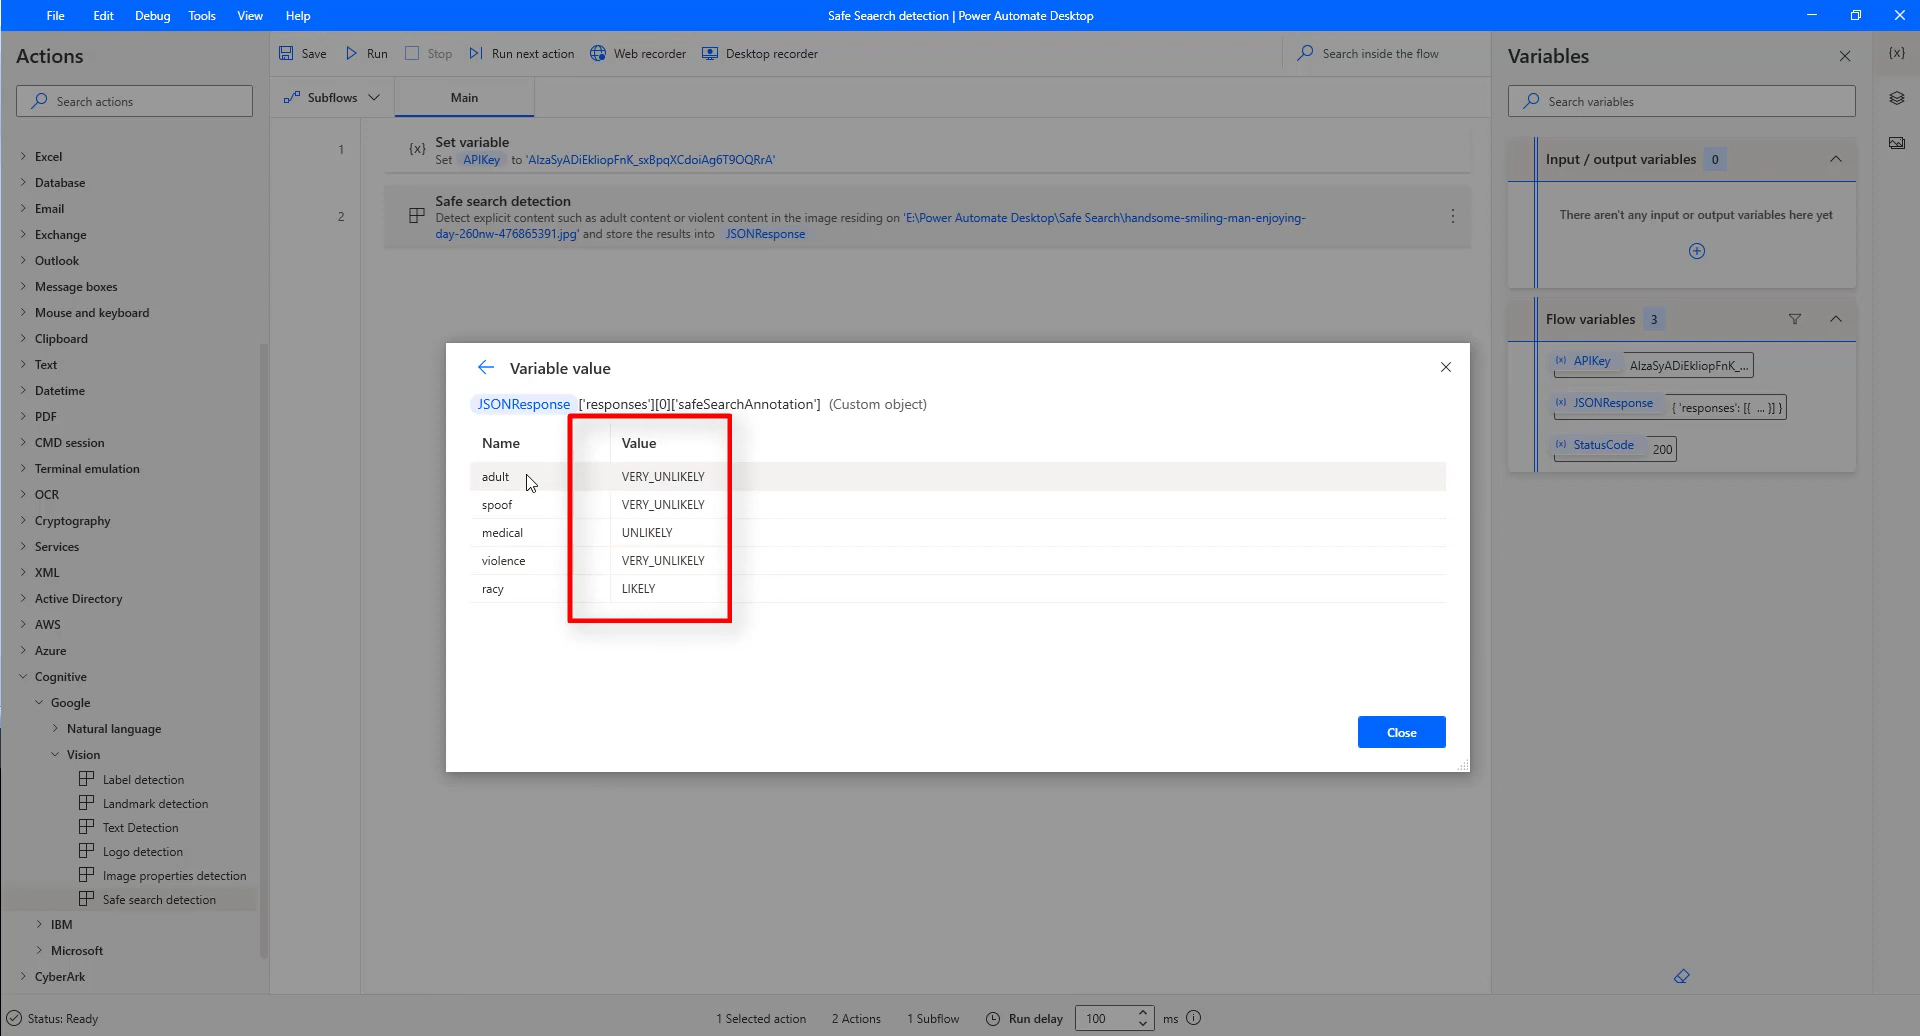 File Edit Debug Tools View Help
Safe Seaerch detection | Power Automate Desktop
Actions
Search actions
Excel
Database
Email
Exchange
Outlook
Message boxes
Mouse and keyboard
Clipboard
Text
Datetime
PDF
CMD session
Terminal emulation
OCR
Cryptography
Services
XML
Active Directory
AWS
Azure
Cognitive
Google
Natural language
Vision
Label detection
Landmark detection
Text Detection
Logo detection
Image properties detection
Safe search detection
IBM
Microsoft
CyberArk
Save Run Stop Run next action Web recorder Desktop recorder
Search inside the flow
Subflows Main
1
{x} Set variable
Set APIKey to 'AIzaSyADiEkIiopFnK_sxBpqXCdoiAg6T9OQRrA'
2
Safe search detection
Detect explicit content such as adult content or violent content in the image residing on 'E:\Power Automate Desktop\Safe Search\handsome-smiling-man-enjoying-
day-260nw-476865391.jpg' and store the results into JSONResponse
Variable value
JSONResponse ['responses'][0]['safeSearchAnnotation'] (Custom object)
Name Value
adult VERY_UNLIKELY
spoof VERY_UNLIKELY
medical UNLIKELY
violence VERY_UNLIKELY
racy LIKELY
Close
Variables
{x}
Search variables
Input / output variables 0
There aren't any input or output variables here yet
Flow variables 3
(x) APIKey AIzaSyADiEkIiopFnK_...
(x) JSONResponse { 'responses': [{ ... }] }
(x) StatusCode 200
Status: Ready
1 Selected action 2 Actions 1 Subflow Run delay 100 ms